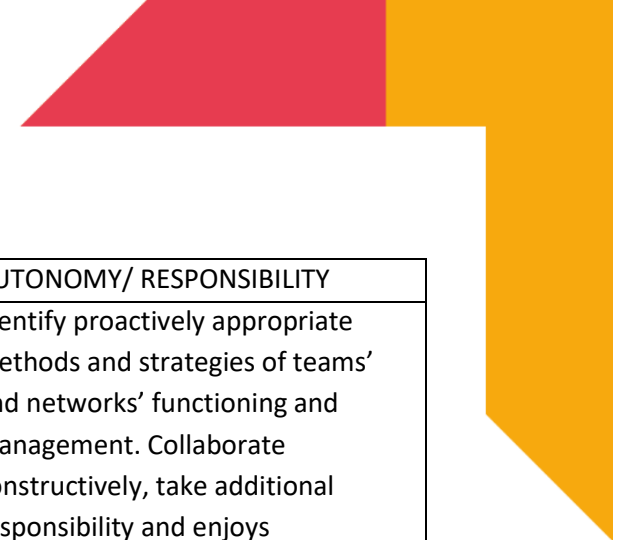 UTONOMY/ RESPONSIBILITY
entify proactively appropriate
ethods and strategies of teams'
nd networks' functioning and
anagement. Collaborate
onstructively, take additional
sponsibility and enjoys